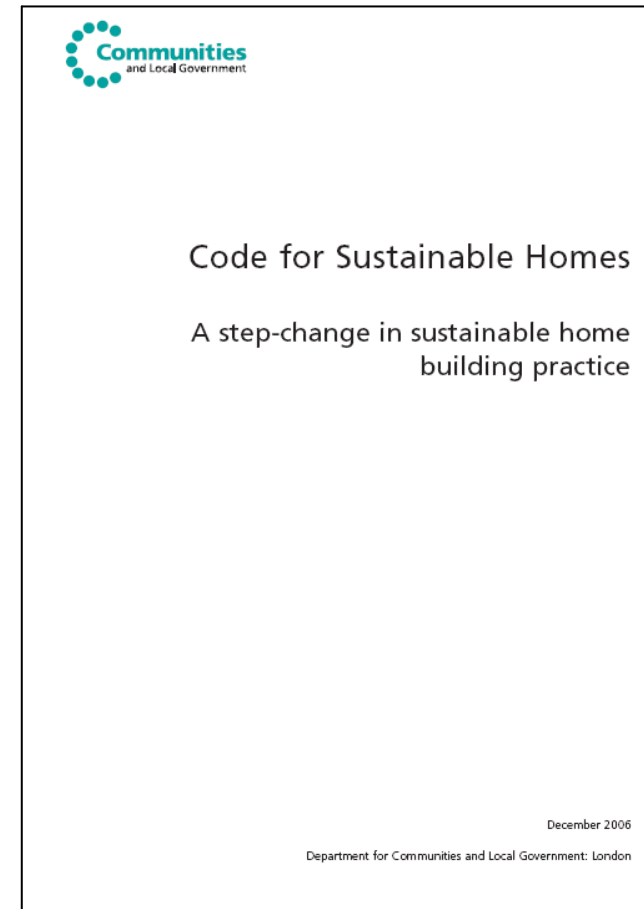 Communities
and Local Government
Code for Sustainable Homes
A step-change in sustainable home
building practice
December 2006
Department for Communities and Local Government: London